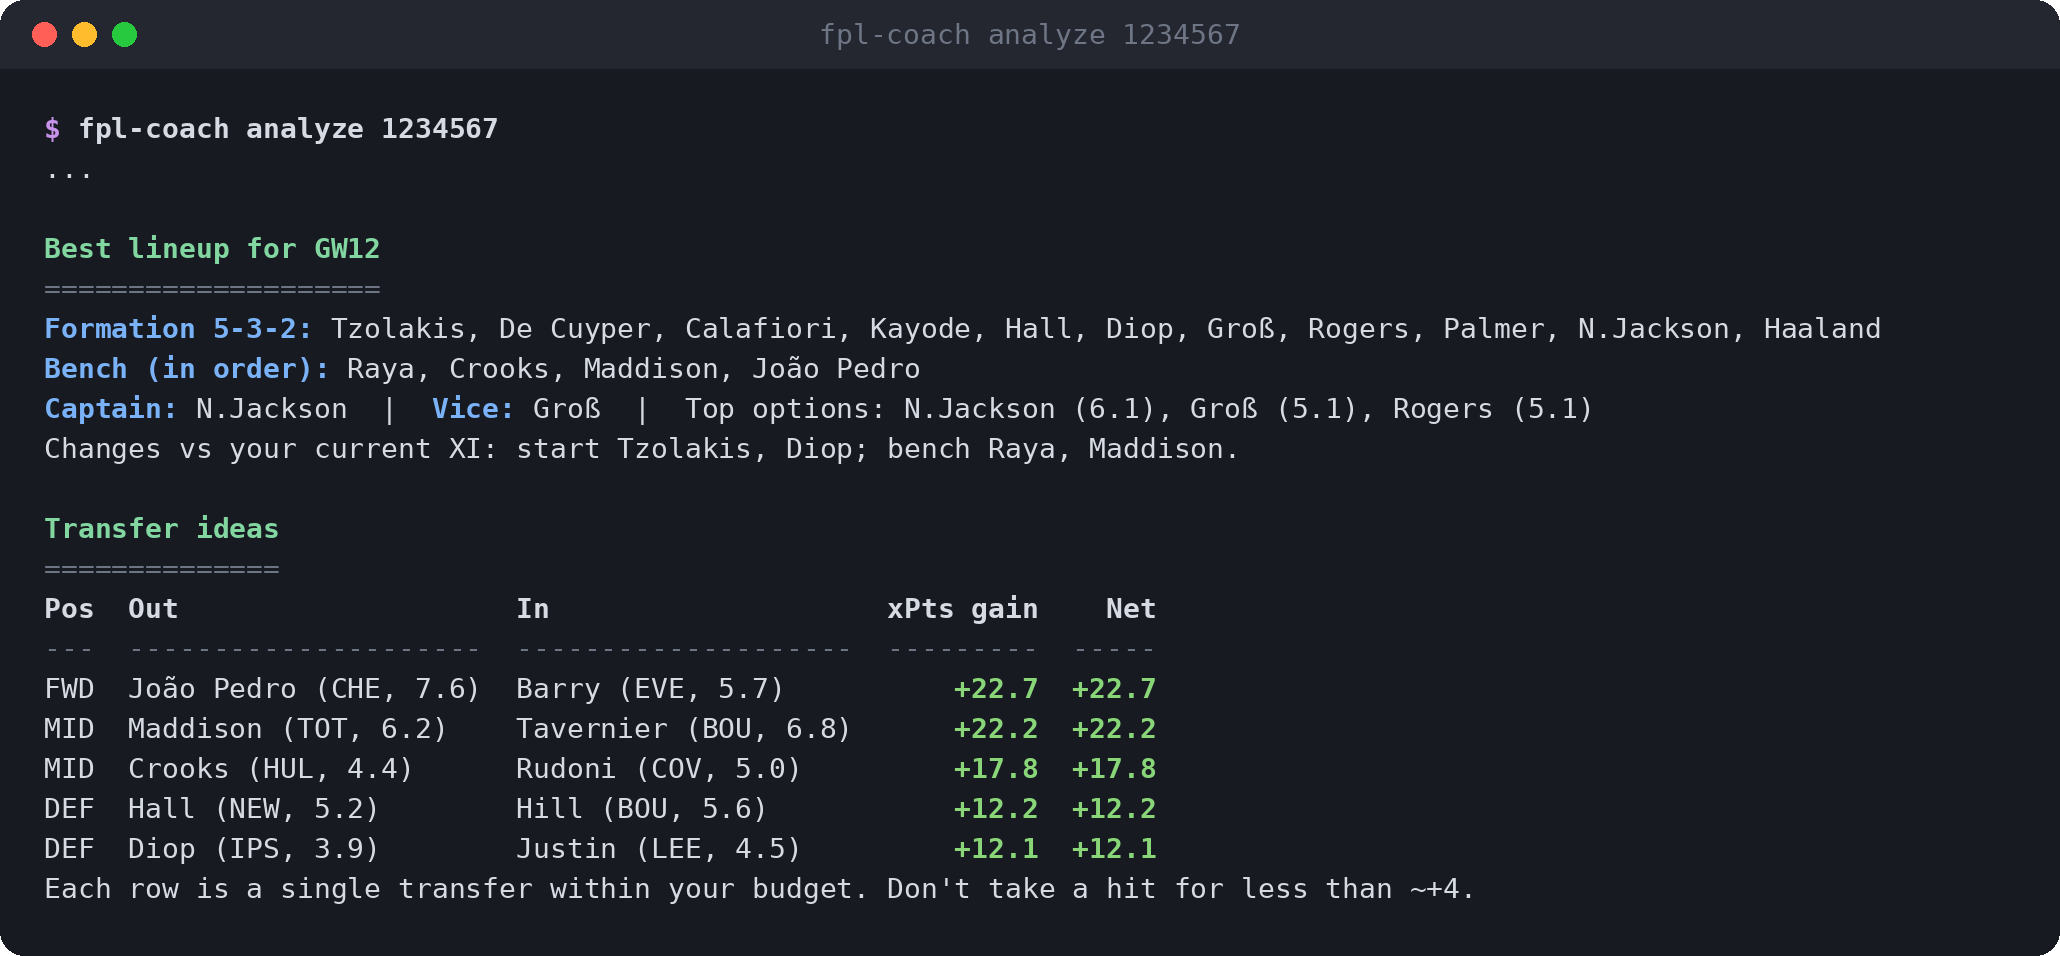 fpl-coach analyze 1234567
$ fpl-coach analyze 1234567
...
Best lineup for GW12
====================
Formation 5-3-2: Tzolakis, De Cuyper, Calafiori, Kayode, Hall, Diop, Groß, Rogers, Palmer, N.Jackson, Haaland
Bench (in order): Raya, Crooks, Maddison, João Pedro
Captain: N.Jackson  |  Vice: Groß  |  Top options: N.Jackson (6.1), Groß (5.1), Rogers (5.1)
Changes vs your current XI: start Tzolakis, Diop; bench Raya, Maddison.
Transfer ideas
==============
Pos  Out                    In                    xPts gain    Net
---  ---------------------  --------------------  ---------  -----
FWD  João Pedro (CHE, 7.6)  Barry (EVE, 5.7)          +22.7  +22.7
MID  Maddison (TOT, 6.2)    Tavernier (BOU, 6.8)      +22.2  +22.2
MID  Crooks (HUL, 4.4)      Rudoni (COV, 5.0)         +17.8  +17.8
DEF  Hall (NEW, 5.2)        Hill (BOU, 5.6)           +12.2  +12.2
DEF  Diop (IPS, 3.9)        Justin (LEE, 4.5)         +12.1  +12.1
Each row is a single transfer within your budget. Don't take a hit for less than ~+4.